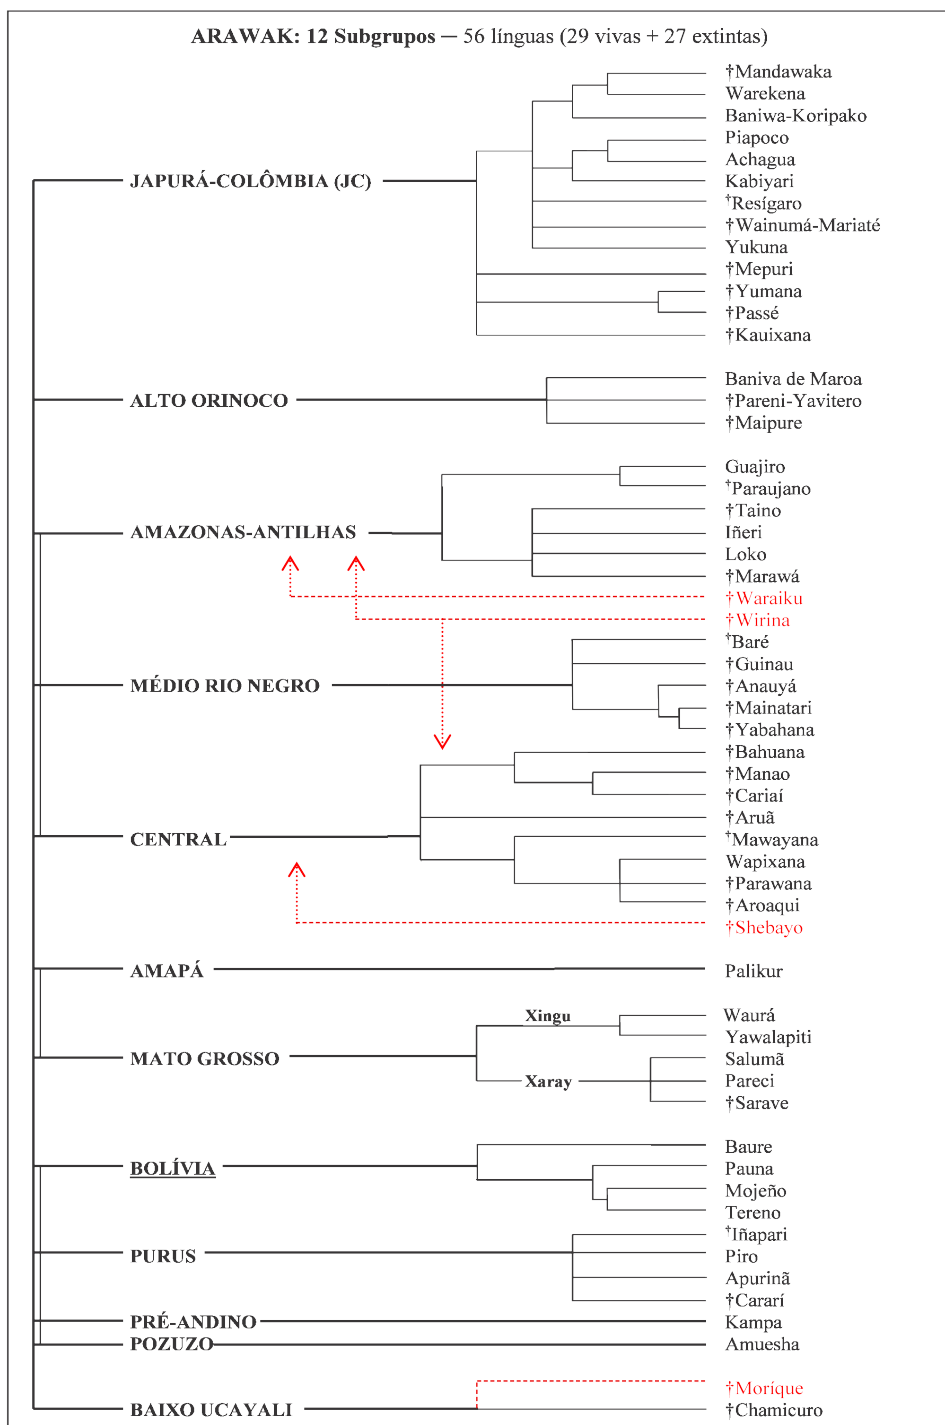 ARAWAK: 12 Subgrupos — 56 línguas (29 vivas + 27 extintas)
†Mandawaka
Warekena
Baniwa-Koripako
Piapoco
Achagua
JAPURÁ-COLÔMBIA (JC)
Kabiyari
†Resígaro
†Wainumá-Mariaté
Yukuna
†Mepuri
†Yumana
†Passé
†Kauixana
Baniva de Maroa
ALTO ORINOCO
†Pareni-Yavitero
†Maipure
Guajiro
†Paraujano
†Taino
AMAZONAS-ANTILHAS
Iñeri
Loko
†Marawá
†Waraiku
†Wirina
†Baré
†Guinau
MÉDIO RIO NEGRO
†Anauyá
†Mainatari
†Yabahana
†Bahuana
†Manao
†Cariaí
†Aruã
CENTRAL
†Mawayana
Wapixana
†Parawana
†Aroaqui
†Shebayo
AMAPÁ
Palikur
Xingu
Waurá
Yawalapiti
MATO GROSSO
Salumã
Xaray
Pareci
†Sarave
Baure
BOLÍVIA
Pauna
Mojeño
Tereno
†Iñapari
PURUS
Piro
Apurinã
†Cararí
PRÉ-ANDINO
Kampa
POZUZO
Amuesha
†Moríque
BAIXO UCAYALI
†Chamicuro